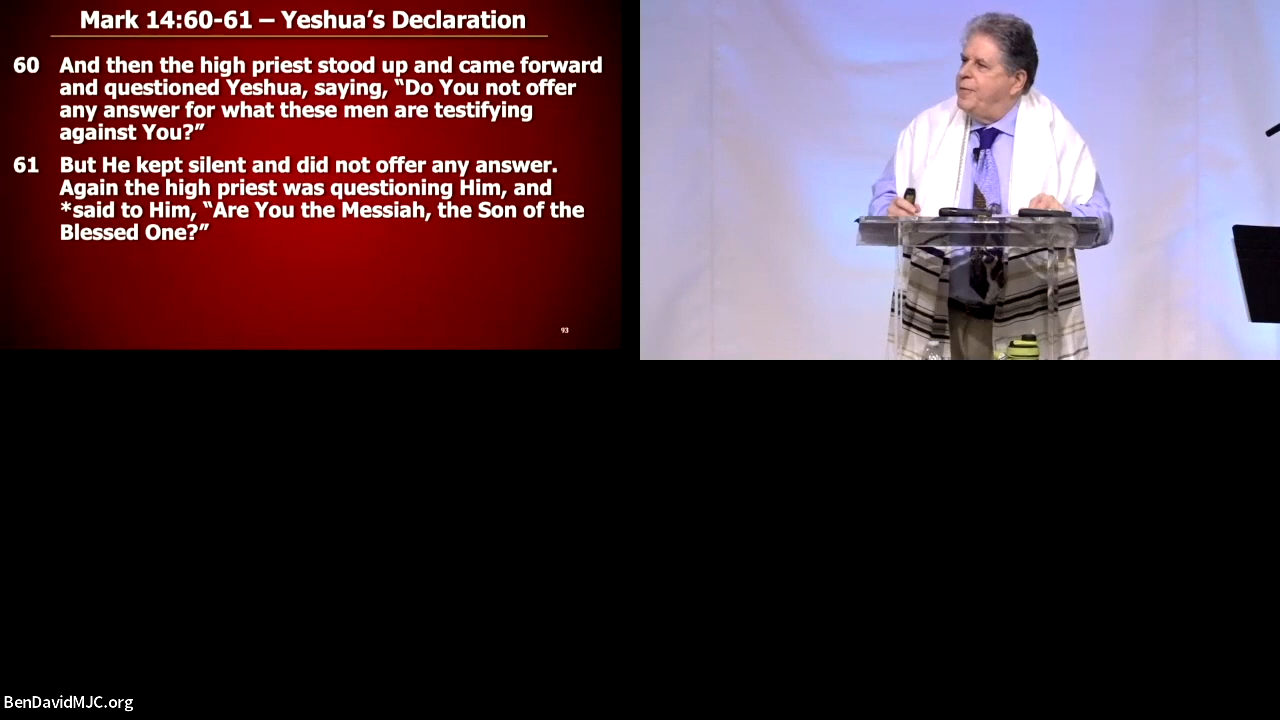 Mark 14:60-61 – Yeshua’s Declaration
60 And then the high priest stood up and came forward
and questioned Yeshua, saying, “Do You not offer
any answer for what these men are testifying
against You?”
61 But He kept silent and did not offer any answer.
Again the high priest was questioning Him, and
*said to Him, “Are You the Messiah, the Son of the
Blessed One?”
93
BenDavidMJC.org